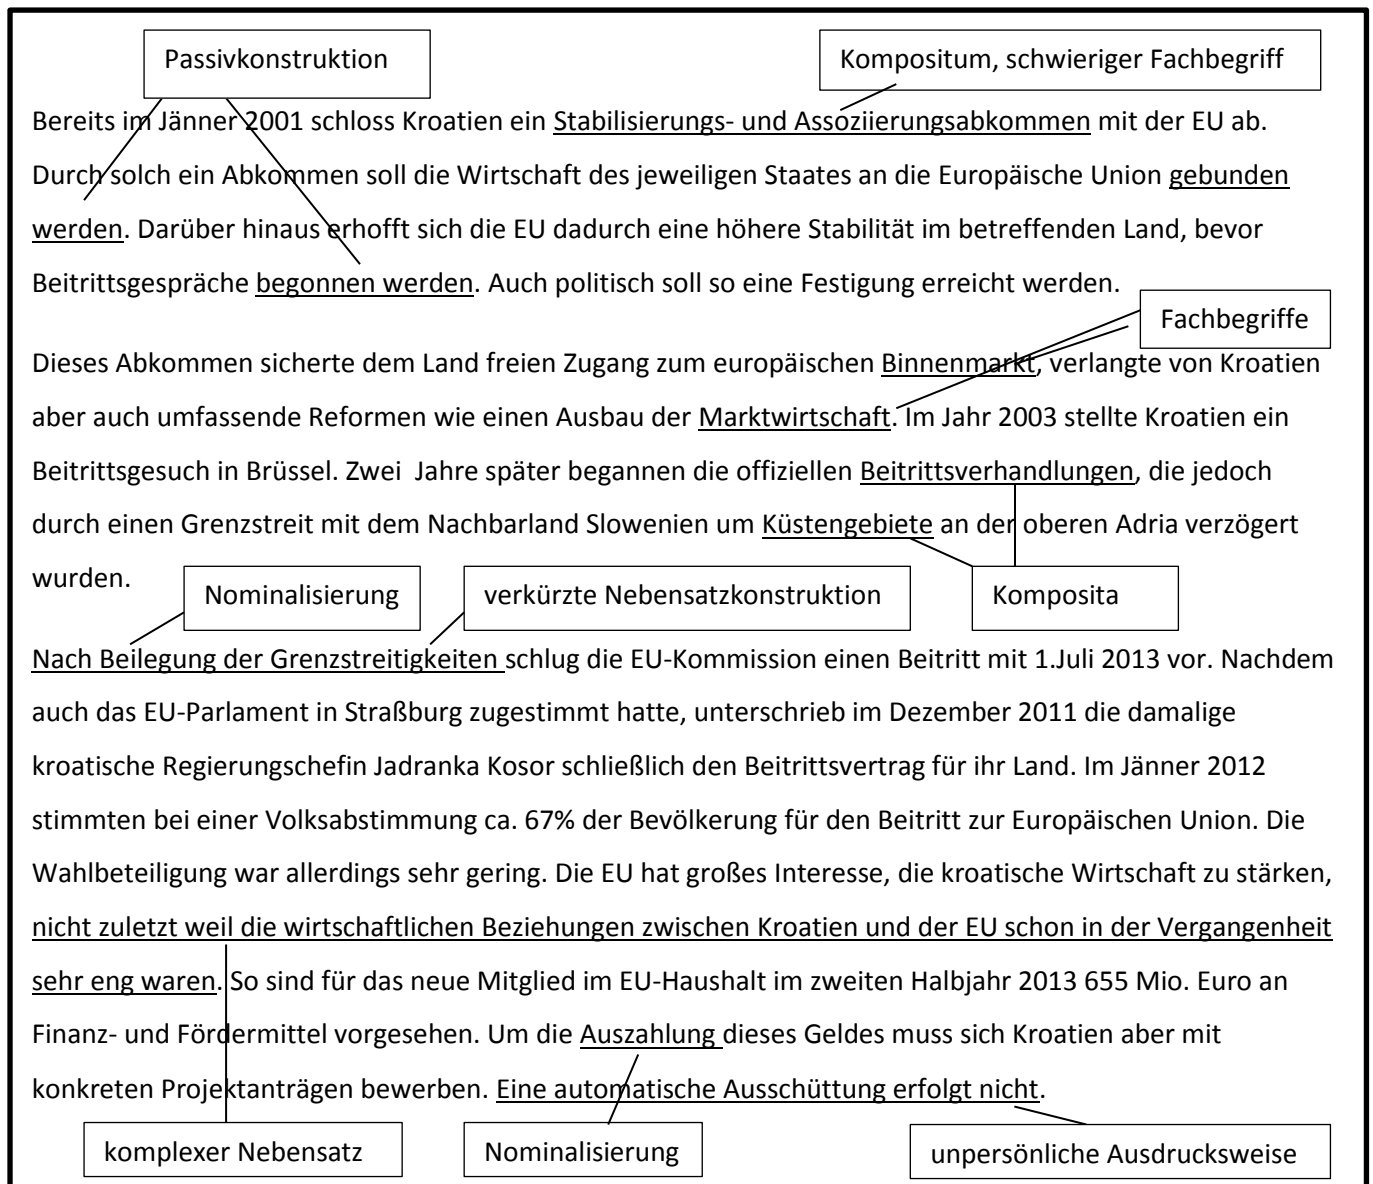 Passivkonstruktion
Kompositum, schwieriger Fachbegriff
Bereits im Jänner 2001 schloss Kroatien ein Stabilisierungs- und Assoziierungsabkommen mit der EU ab.
Durch solch ein Abkommen soll die Wirtschaft des jeweiligen Staates an die Europäische Union gebunden
werden. Darüber hinaus erhofft sich die EU dadurch eine höhere Stabilität im betreffenden Land, bevor
Beitrittsgespräche begonnen werden. Auch politisch soll so eine Festigung erreicht werden.
Fachbegriffe
Dieses Abkommen sicherte dem Land freien Zugang zum europäischen Binnenmarkt, verlangte von Kroatien
aber auch umfassende Reformen wie einen Ausbau der Marktwirtschaft. Im Jahr 2003 stellte Kroatien ein
Beitrittsgesuch in Brüssel. Zwei  Jahre später begannen die offiziellen Beitrittsverhandlungen, die jedoch
durch einen Grenzstreit mit dem Nachbarland Slowenien um Küstengebiete an der oberen Adria verzögert
wurden.
Nominalisierung
verkürzte Nebensatzkonstruktion
Komposita
Nach Beilegung der Grenzstreitigkeiten schlug die EU-Kommission einen Beitritt mit 1.Juli 2013 vor. Nachdem
auch das EU-Parlament in Straßburg zugestimmt hatte, unterschrieb im Dezember 2011 die damalige
kroatische Regierungschefin Jadranka Kosor schließlich den Beitrittsvertrag für ihr Land. Im Jänner 2012
stimmten bei einer Volksabstimmung ca. 67% der Bevölkerung für den Beitritt zur Europäischen Union. Die
Wahlbeteiligung war allerdings sehr gering. Die EU hat großes Interesse, die kroatische Wirtschaft zu stärken,
nicht zuletzt weil die wirtschaftlichen Beziehungen zwischen Kroatien und der EU schon in der Vergangenheit
sehr eng waren. So sind für das neue Mitglied im EU-Haushalt im zweiten Halbjahr 2013 655 Mio. Euro an
Finanz- und Fördermittel vorgesehen. Um die Auszahlung dieses Geldes muss sich Kroatien aber mit
konkreten Projektanträgen bewerben. Eine automatische Ausschüttung erfolgt nicht.
komplexer Nebensatz
Nominalisierung
unpersönliche Ausdrucksweise